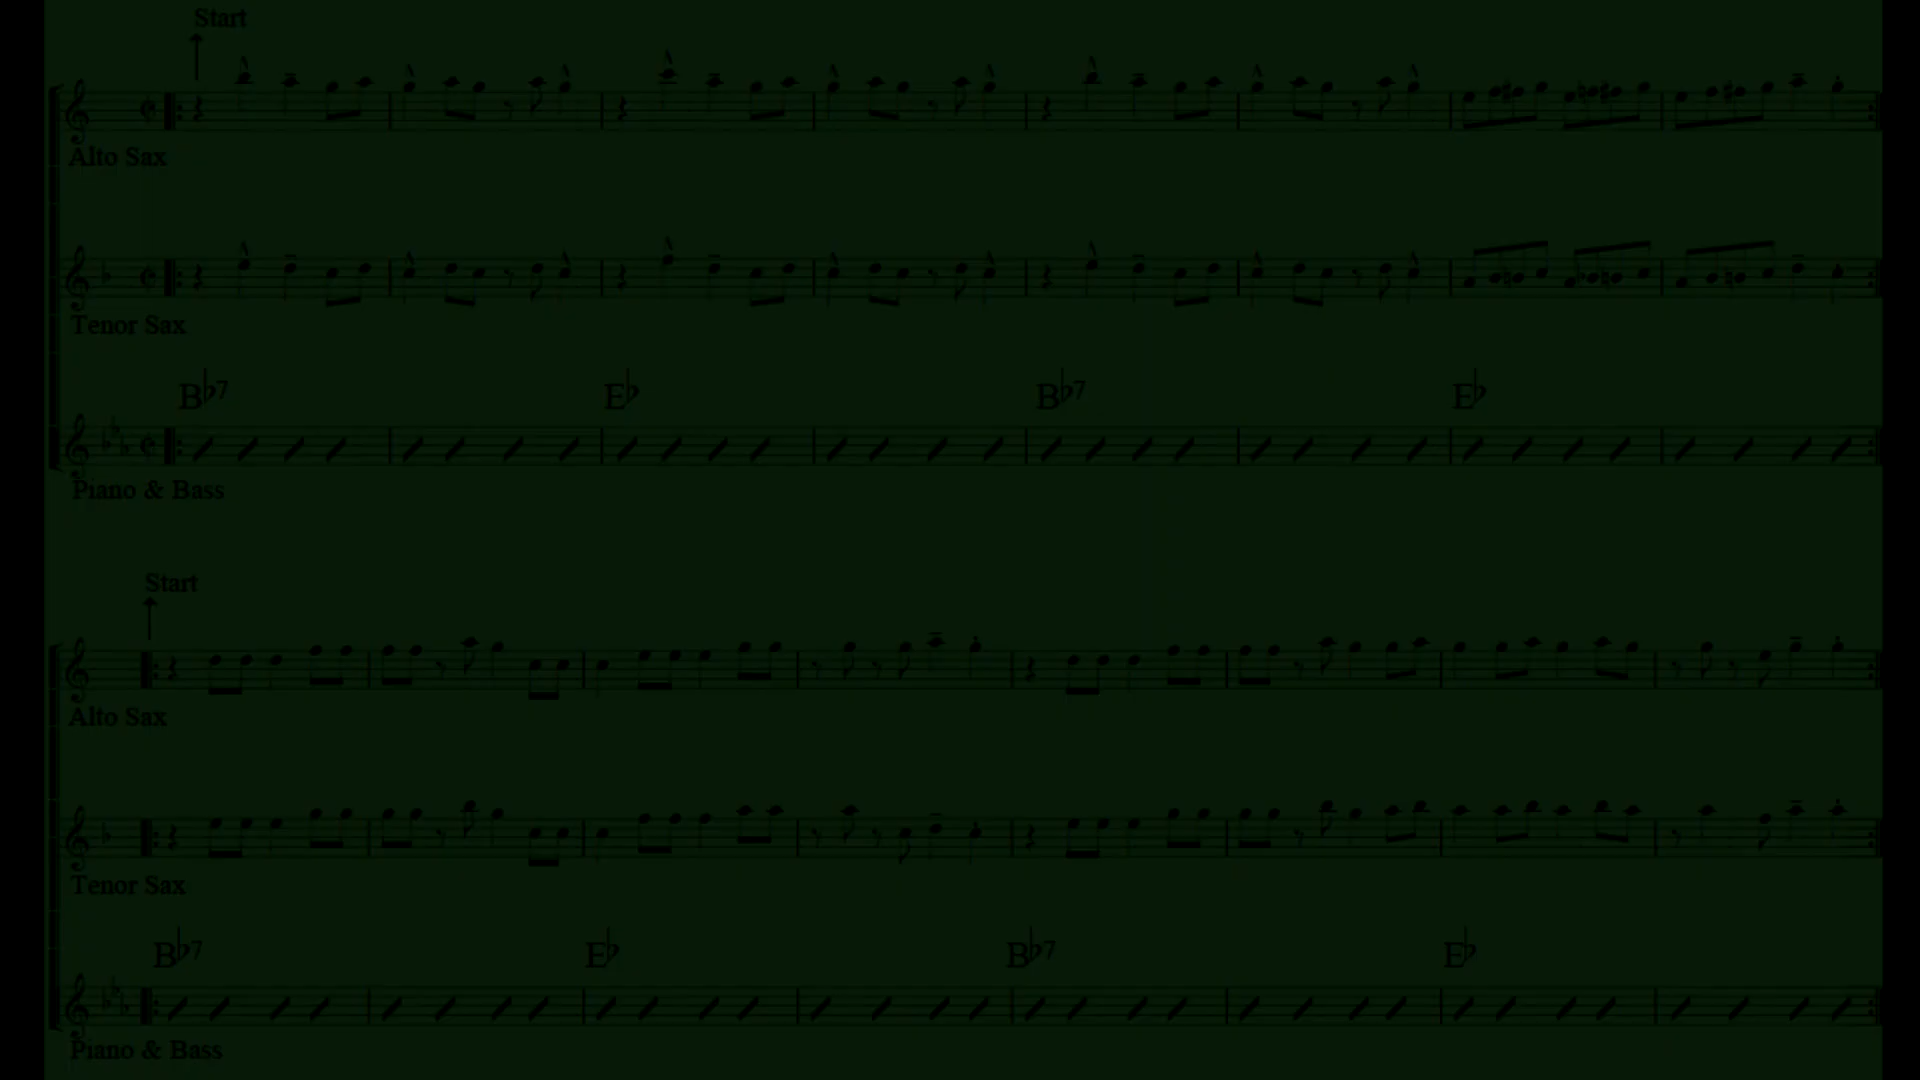 Start
Alto Sax
Tenor Sax
B♭7 E♭ B♭7 E♭
Piano & Bass
Start
Alto Sax
Tenor Sax
B♭7 E♭ B♭7 E♭
Piano & Bass